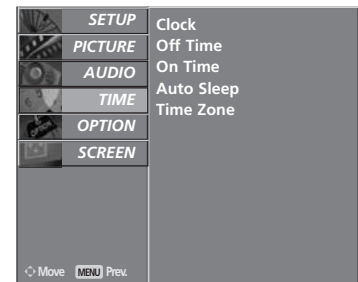 SETUP
PICTURE
AUDIO
TIME
OPTION
SCREEN
Clock
Off Time
On Time
Auto Sleep
Time Zone
Move MENU Prev.